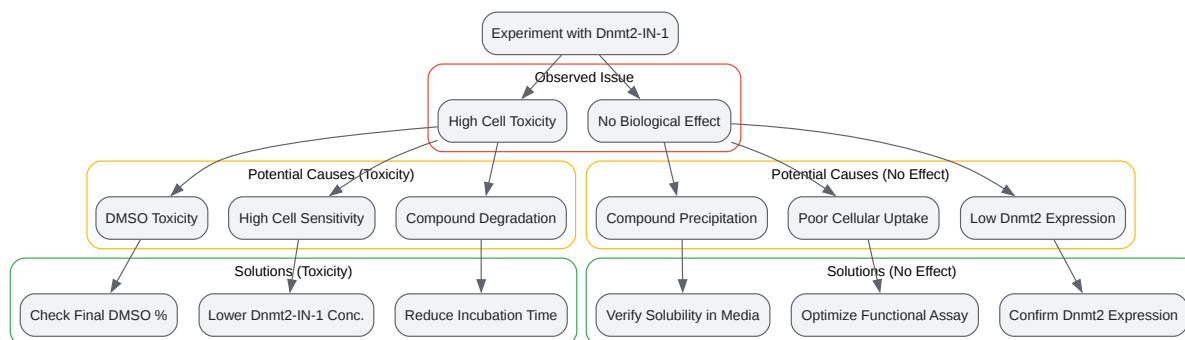 Experiment with Dnmt2-IN-1
Observed Issue
High Cell Toxicity
No Biological Effect
Potential Causes (Toxicity)
Potential Causes (No Effect)
DMSO Toxicity
High Cell Sensitivity
Compound Degradation
Compound Precipitation
Poor Cellular Uptake
Low Dnmt2 Expression
Solutions (Toxicity)
Solutions (No Effect)
Check Final DMSO %
Lower Dnmt2-IN-1 Conc.
Reduce Incubation Time
Verify Solubility in Media
Optimize Functional Assay
Confirm Dnmt2 Expression